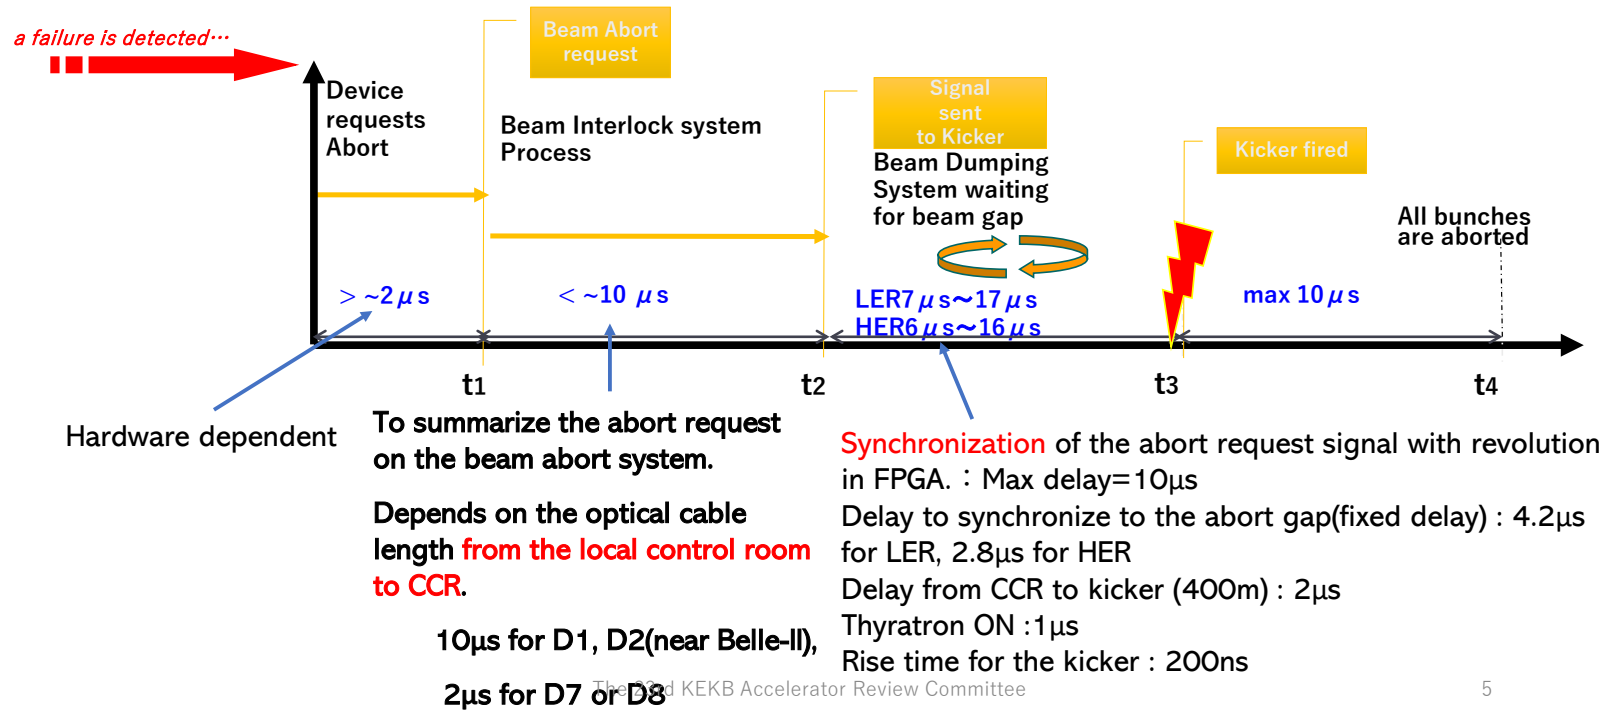 a failure is detected…
Beam Abort
request
Device
requests
Abort
Beam Interlock system
Process
Signal
sent
to Kicker
Beam Dumping
System waiting
for beam gap
Kicker fired
All bunches
are aborted
> ~2μs
< ~10 μs
LER7μs～17μs
HER6μs～16μs
max 10μs
t1
t2
t3
t4
Hardware dependent
To summarize the abort request
on the beam abort system.
Depends on the optical cable
length from the local control room
to CCR.
10μs for D1, D2(near Belle-II),
2μs for D7 or D8
Synchronization of the abort request signal with revolution
in FPGA.：Max delay=10μs
Delay to synchronize to the abort gap(fixed delay) : 4.2μs
for LER, 2.8μs for HER
Delay from CCR to kicker (400m) : 2μs
Thyratron ON :1μs
Rise time for the kicker : 200ns
The 23rd KEKB Accelerator Review Committee
5